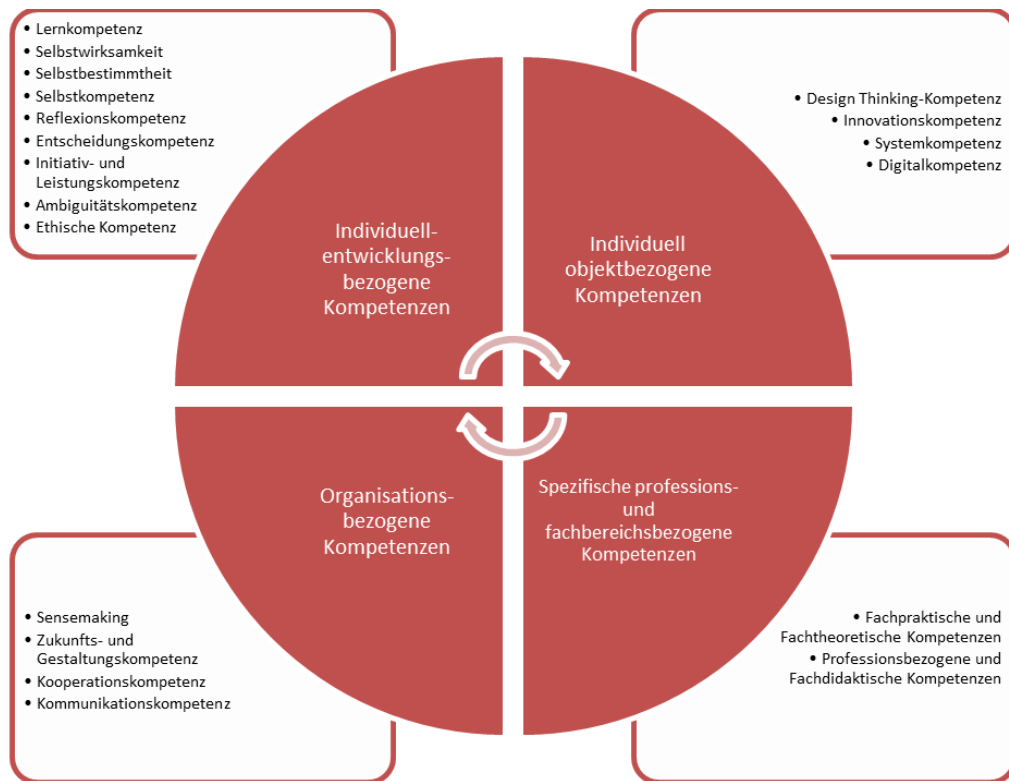 • Lernkompetenz
• Selbstwirksamkeit
• Selbstbestimmtheit
• Selbstkompetenz
• Reflexionskompetenz
• Entscheidungskompetenz
• Initiativ- und
Leistungskompetenz
• Ambiguitätskompetenz
• Ethische Kompetenz
• Design Thinking-Kompetenz
• Innovationskompetenz
• Systemkompetenz
• Digitalkompetenz
Individuell-
entwicklungs-
bezogene
Kompetenzen
Individuell
objektbezogene
Kompetenzen
Organisations-
bezogene
Kompetenzen
Spezifische professions-
und
fachbereichsbezogene
Kompetenzen
• Sensemaking
• Zukunfts- und
Gestaltungskompetenz
• Kooperationskompetenz
• Kommunikationskompetenz
• Fachpraktische und
Fachtheoretische Kompetenzen
• Professionsbezogene und
Fachdidaktische Kompetenzen